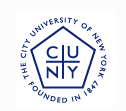 THE CITY UNIVERSITY OF NEW YORK
CU
NY
FOUNDED IN 1847